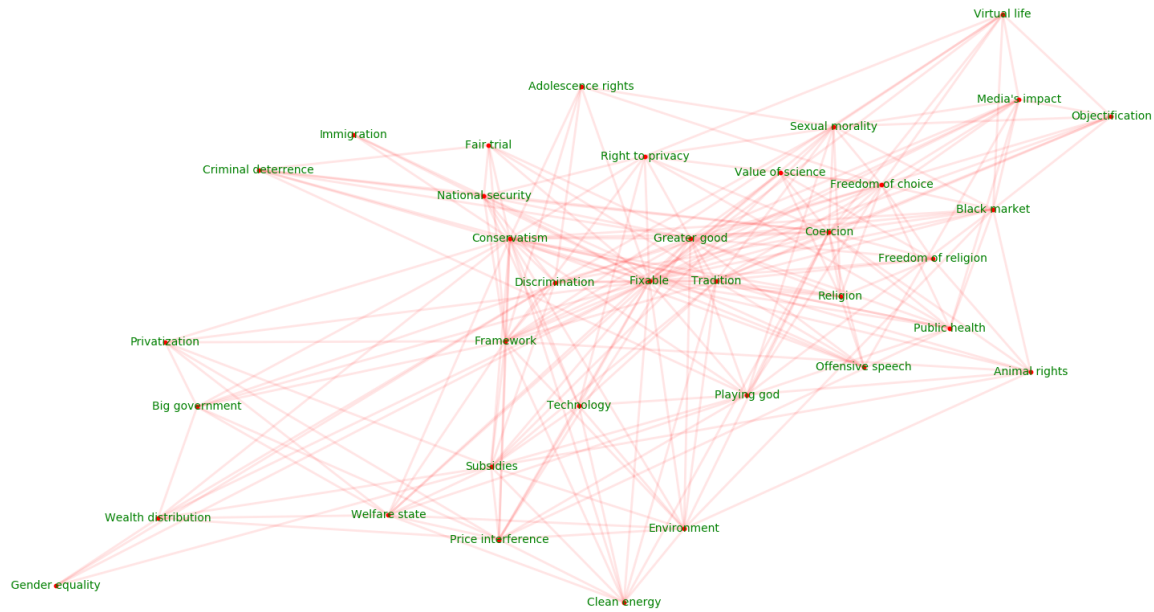 Virtual life
Adolescence rights
Media's impact
Objectification
Immigration
Sexual morality
Fair trial
Right to privacy
Criminal deterrence
Value of science
Freedom of choice
National security
Black market
Conservatism
Greater good
Coercion
Freedom of religion
Discrimination
Fixable
Tradition
Religion
Public health
Privatization
Framework
Offensive speech
Animal rights
Playing god
Big government
Technology
Subsidies
Wealth distribution
Welfare state
Environment
Price interference
Gender equality
Clean energy